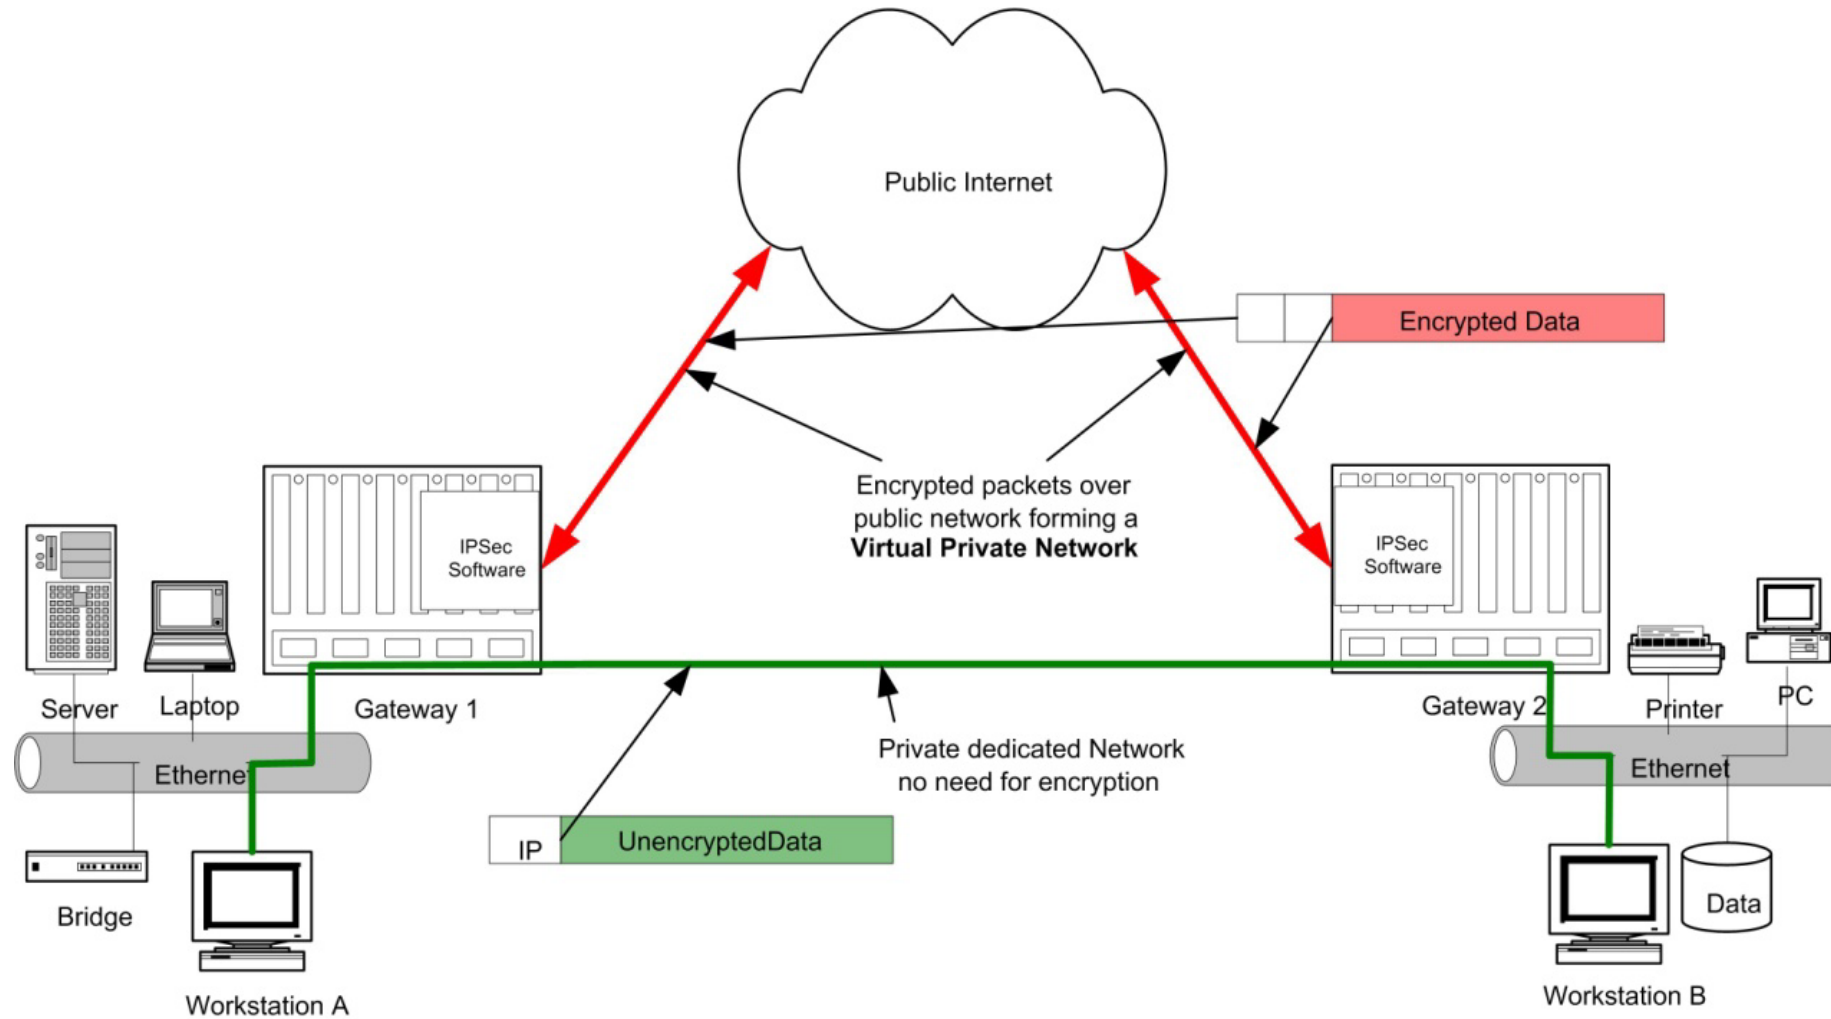 Public Internet
Encrypted Data
Encrypted packets over
public network forming a
Virtual Private Network
IPSec
Software
IPSec
Software
Server
Laptop
Gateway 1
Gateway 2
Printer
PC
Ethernet
Private dedicated Network
no need for encryption
Ethernet
IP
UnencryptedData
Bridge
Data
Workstation A
Workstation B